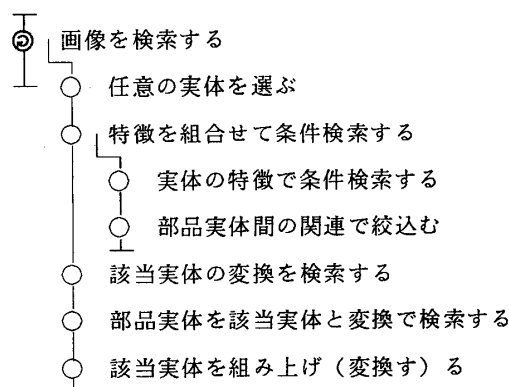 画像を検索する
任意の実体を選ぶ
特徴を組合せて条件検索する
実体の特徴で条件検索する
部品実体間の関連で絞込む
該当実体の変換を検索する
部品実体を該当実体と変換で検索する
該当実体を組み上げ（変換す）る